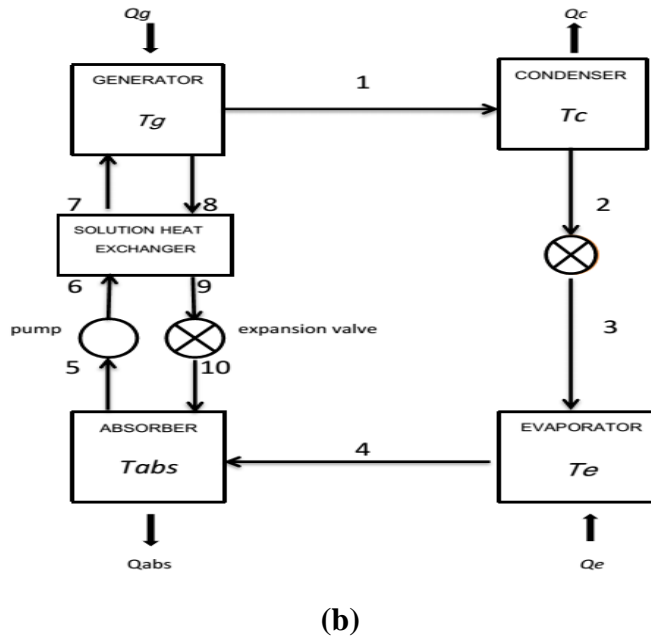 Qg
Qc
GENERATOR
Tg
1
CONDENSER
Tc
7
8
2
SOLUTION HEAT
EXCHANGER
6
9
pump
expansion valve
3
5
10
ABSORBER
Tabs
4
EVAPORATOR
Te
Qabs
Qe
(b)